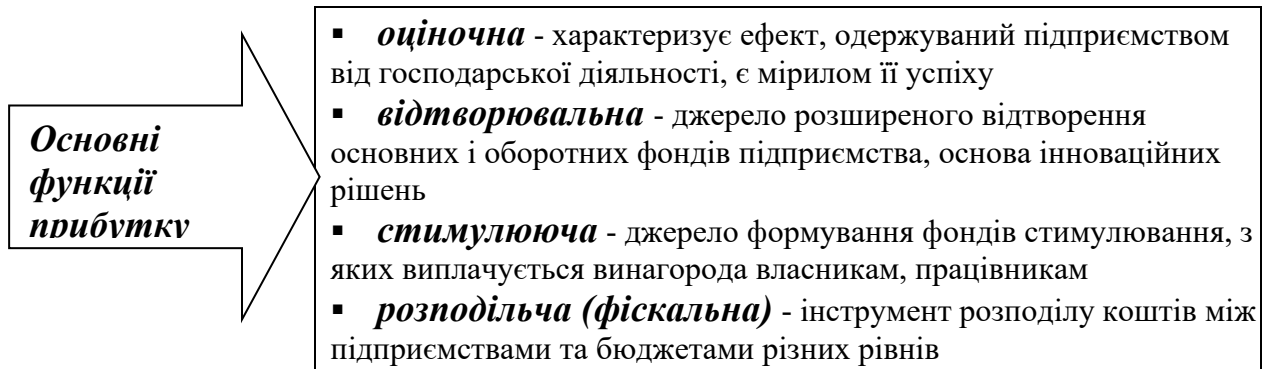 Основні
функції
прибутку
▪ оціночна - характеризує ефект, одержуваний підприємством
від господарської діяльності, є мірилом її успіху
▪ відтворювальна - джерело розширеного відтворення
основних і оборотних фондів підприємства, основа інноваційних
рішень
▪ стимулююча - джерело формування фондів стимулювання, з
яких виплачується винагорода власникам, працівникам
▪ розподільча (фіскальна) - інструмент розподілу коштів між
підприємствами та бюджетами різних рівнів